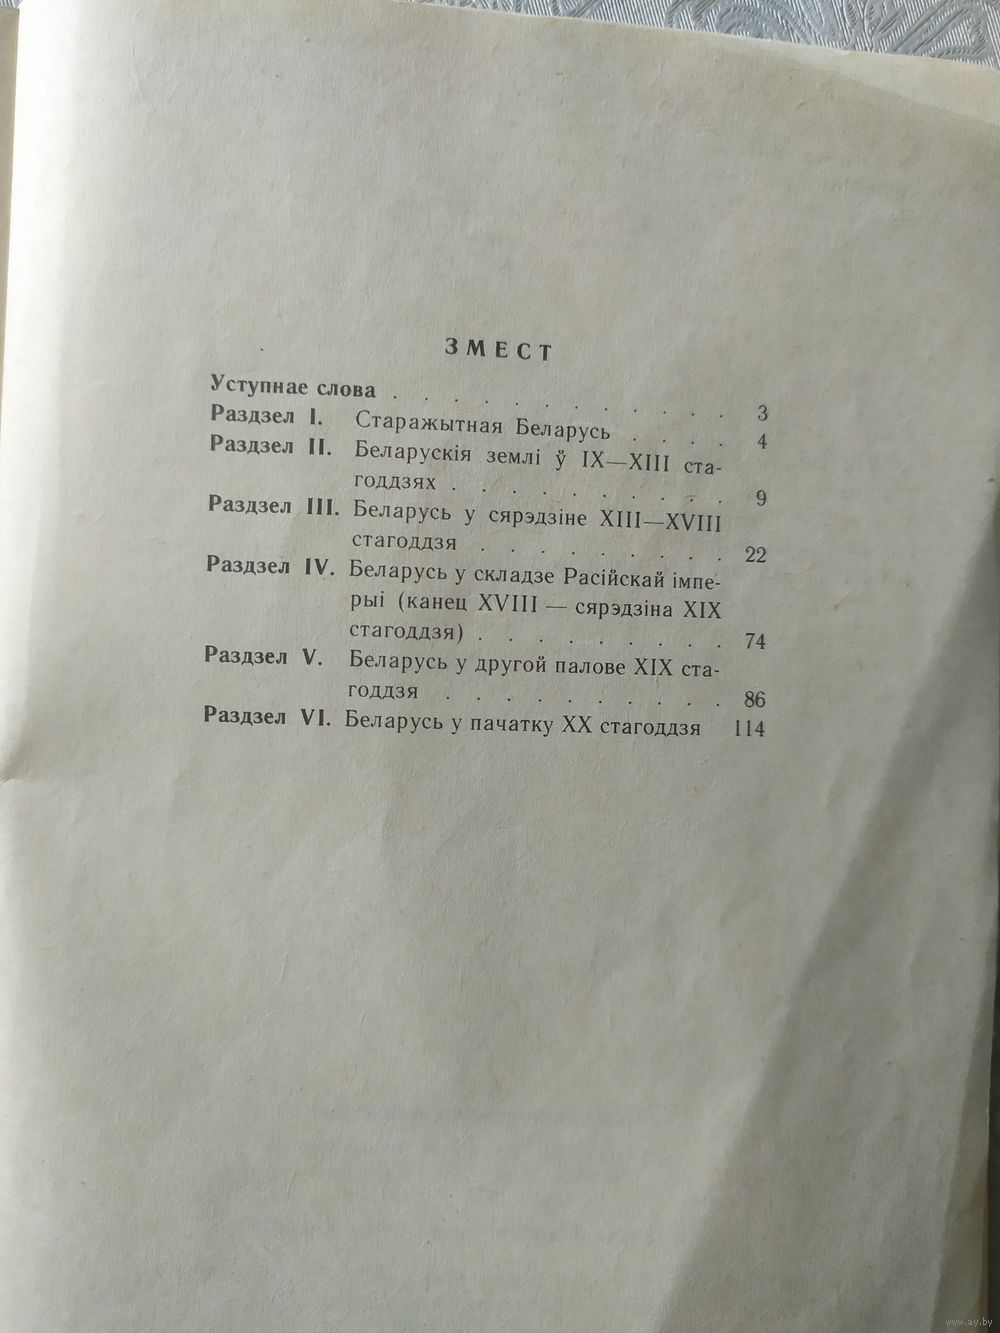 ЗМЕСТ
Уступнае слова . . . . . . . . . . . . 3
Раздзел I. Старажытная Беларусь . . . . 4
Раздзел II. Беларускія землі ў IX—XIII ста-
годдзях . . . . . . . . . . 9
Раздзел III. Беларусь у сярэдзіне XIII—XVIII
стагоддзя . . . . . . . . . 22
Раздзел IV. Беларусь у складзе Расійскай імпе-
рыі (канец XVIII — сярэдзіна XIX
стагоддзя) . . . . . . . . . 74
Раздзел V. Беларусь у другой палове XIX ста-
годдзя . . . . . . . . . . 86
Раздзел VI. Беларусь у пачатку XX стагоддзя 114
www.ay.by